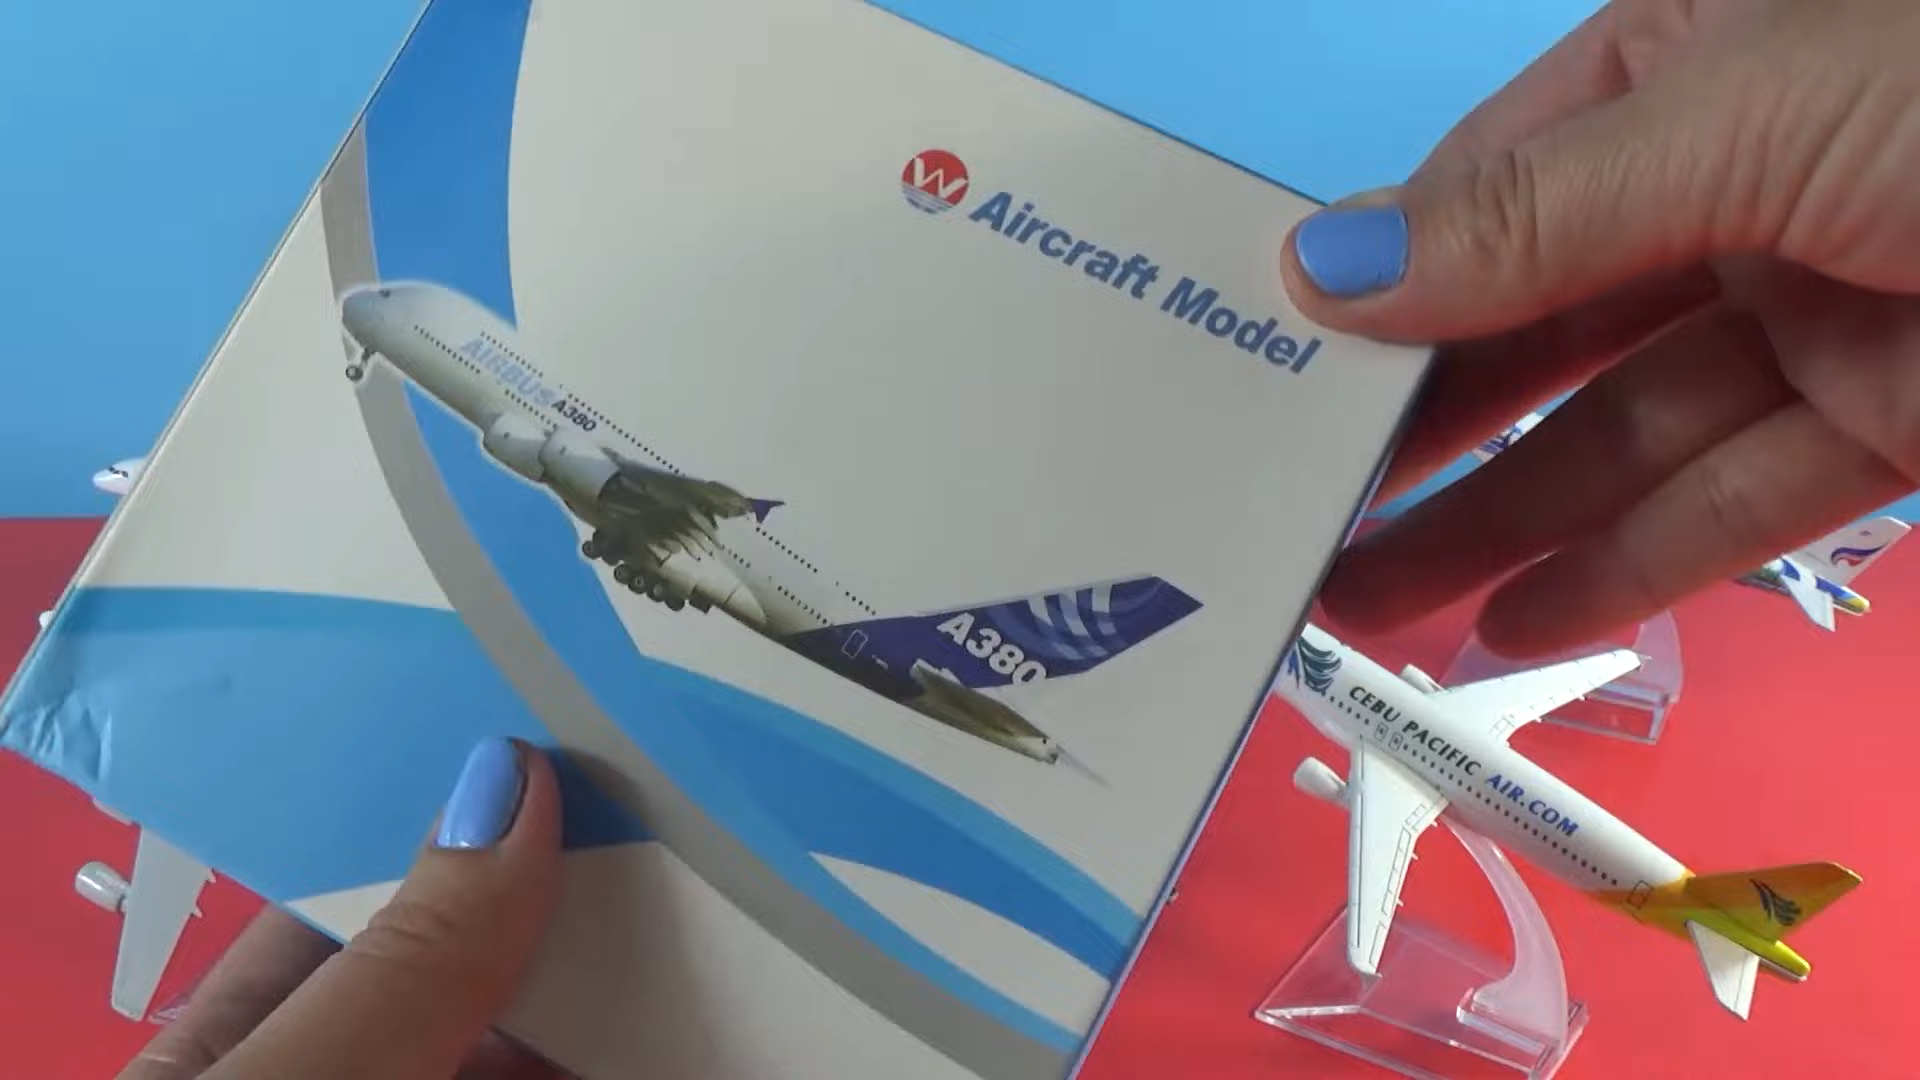 W Aircraft Model
AIRBUS A380
A380
CEBU PACIFIC AIR.COM